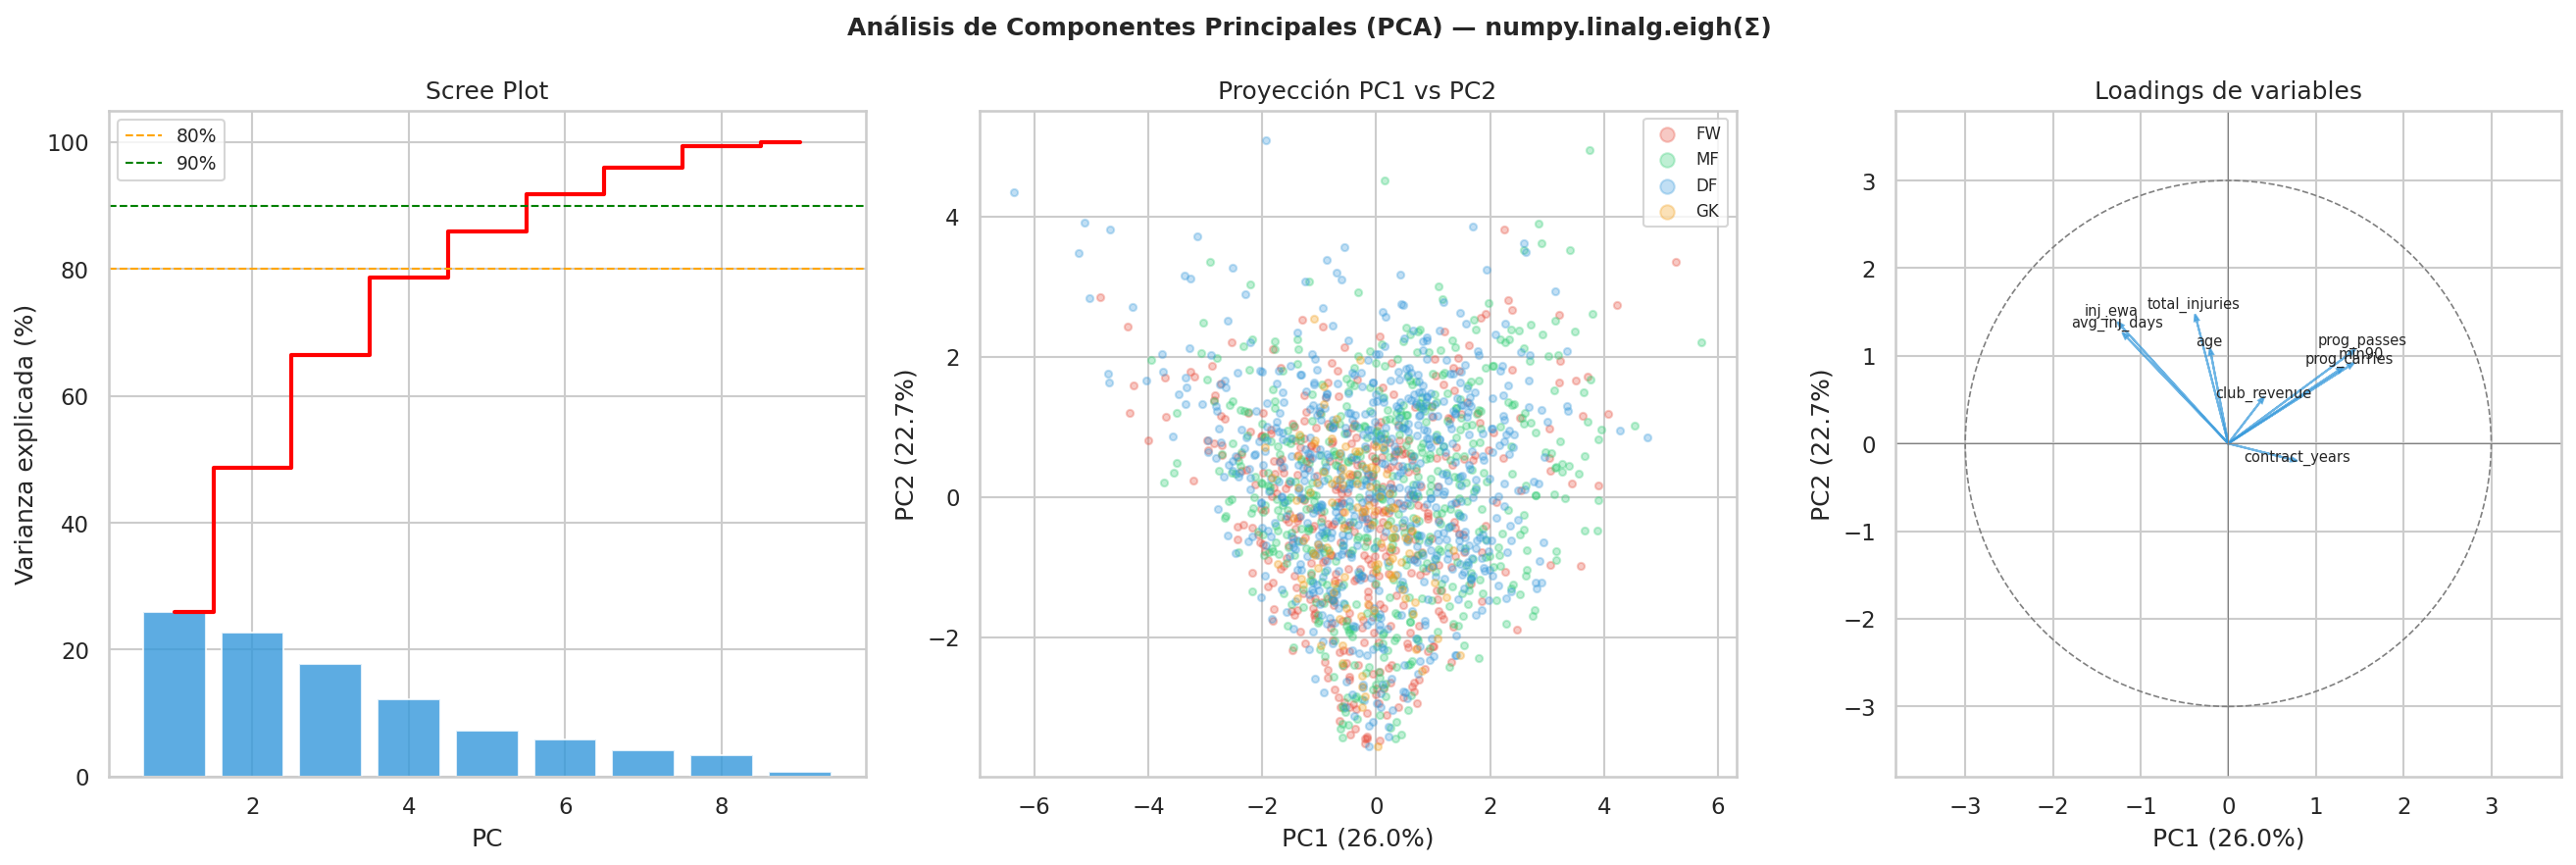 Análisis de Componentes Principales (PCA) — numpy.linalg.eigh(Σ)
Scree Plot
80%
90%
100
80
60
40
20
0
Varianza explicada (%)
2
4
6
8
PC
Proyección PC1 vs PC2
FW
MF
DF
GK
4
2
0
−2
PC2 (22.7%)
−6
−4
−2
0
2
4
6
PC1 (26.0%)
Loadings de variables
3
2
1
0
−1
−2
−3
PC2 (22.7%)
inj_ewa
total_injuries
avg_inj_days
age
prog_passes
min90
prog_carries
club_revenue
contract_years
−3
−2
−1
0
1
2
3
PC1 (26.0%)